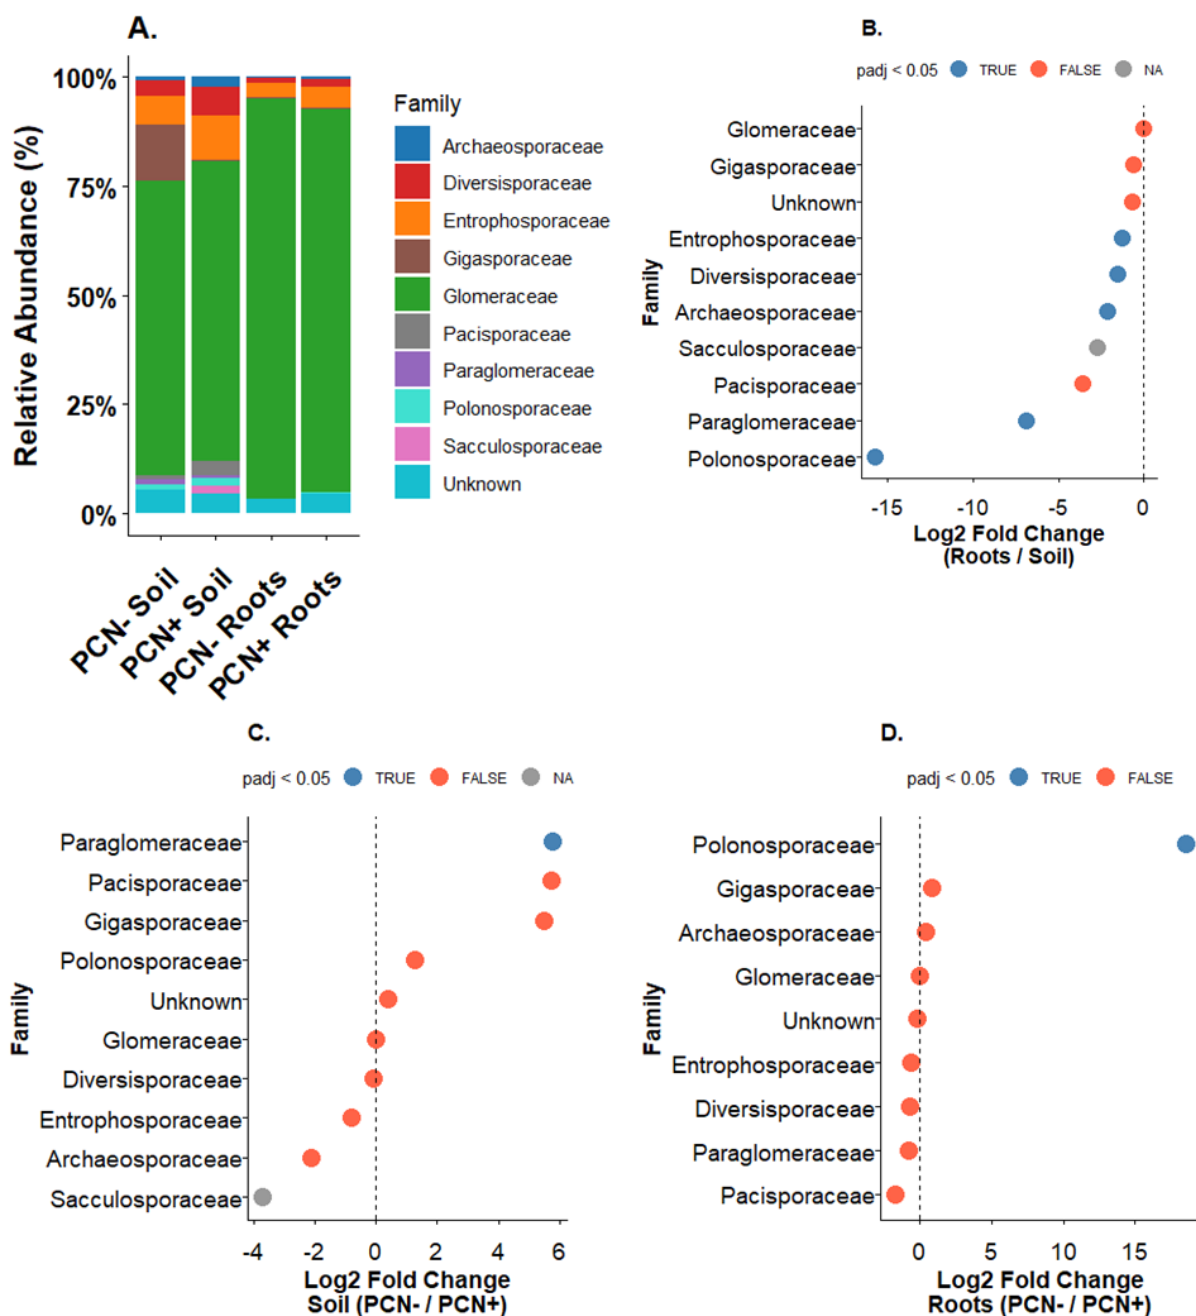 A.
Relative Abundance (%)
100%
75%
50%
25%
0%
PCN- Soil
PCN+ Soil
PCN- Roots
PCN+ Roots
Family
Archaeosporaceae
Diversisporaceae
Entrophosporaceae
Gigasporaceae
Glomeraceae
Pacisporaceae
Paraglomeraceae
Polonosporaceae
Sacculosporaceae
Unknown
B.
padj < 0.05 TRUE FALSE NA
Family
Glomeraceae
Gigasporaceae
Unknown
Entrophosporaceae
Diversisporaceae
Archaeosporaceae
Sacculosporaceae
Pacisporaceae
Paraglomeraceae
Polonosporaceae
-15 -10 -5 0
Log2 Fold Change
(Roots / Soil)
C.
padj < 0.05 TRUE FALSE NA
Family
Paraglomeraceae
Pacisporaceae
Gigasporaceae
Polonosporaceae
Unknown
Glomeraceae
Diversisporaceae
Entrophosporaceae
Archaeosporaceae
Sacculosporaceae
-4 -2 0 2 4 6
Log2 Fold Change
Soil (PCN- / PCN+)
D.
padj < 0.05 TRUE FALSE
Family
Polonosporaceae
Gigasporaceae
Archaeosporaceae
Glomeraceae
Unknown
Entrophosporaceae
Diversisporaceae
Paraglomeraceae
Pacisporaceae
0 5 10 15
Log2 Fold Change
Roots (PCN- / PCN+)